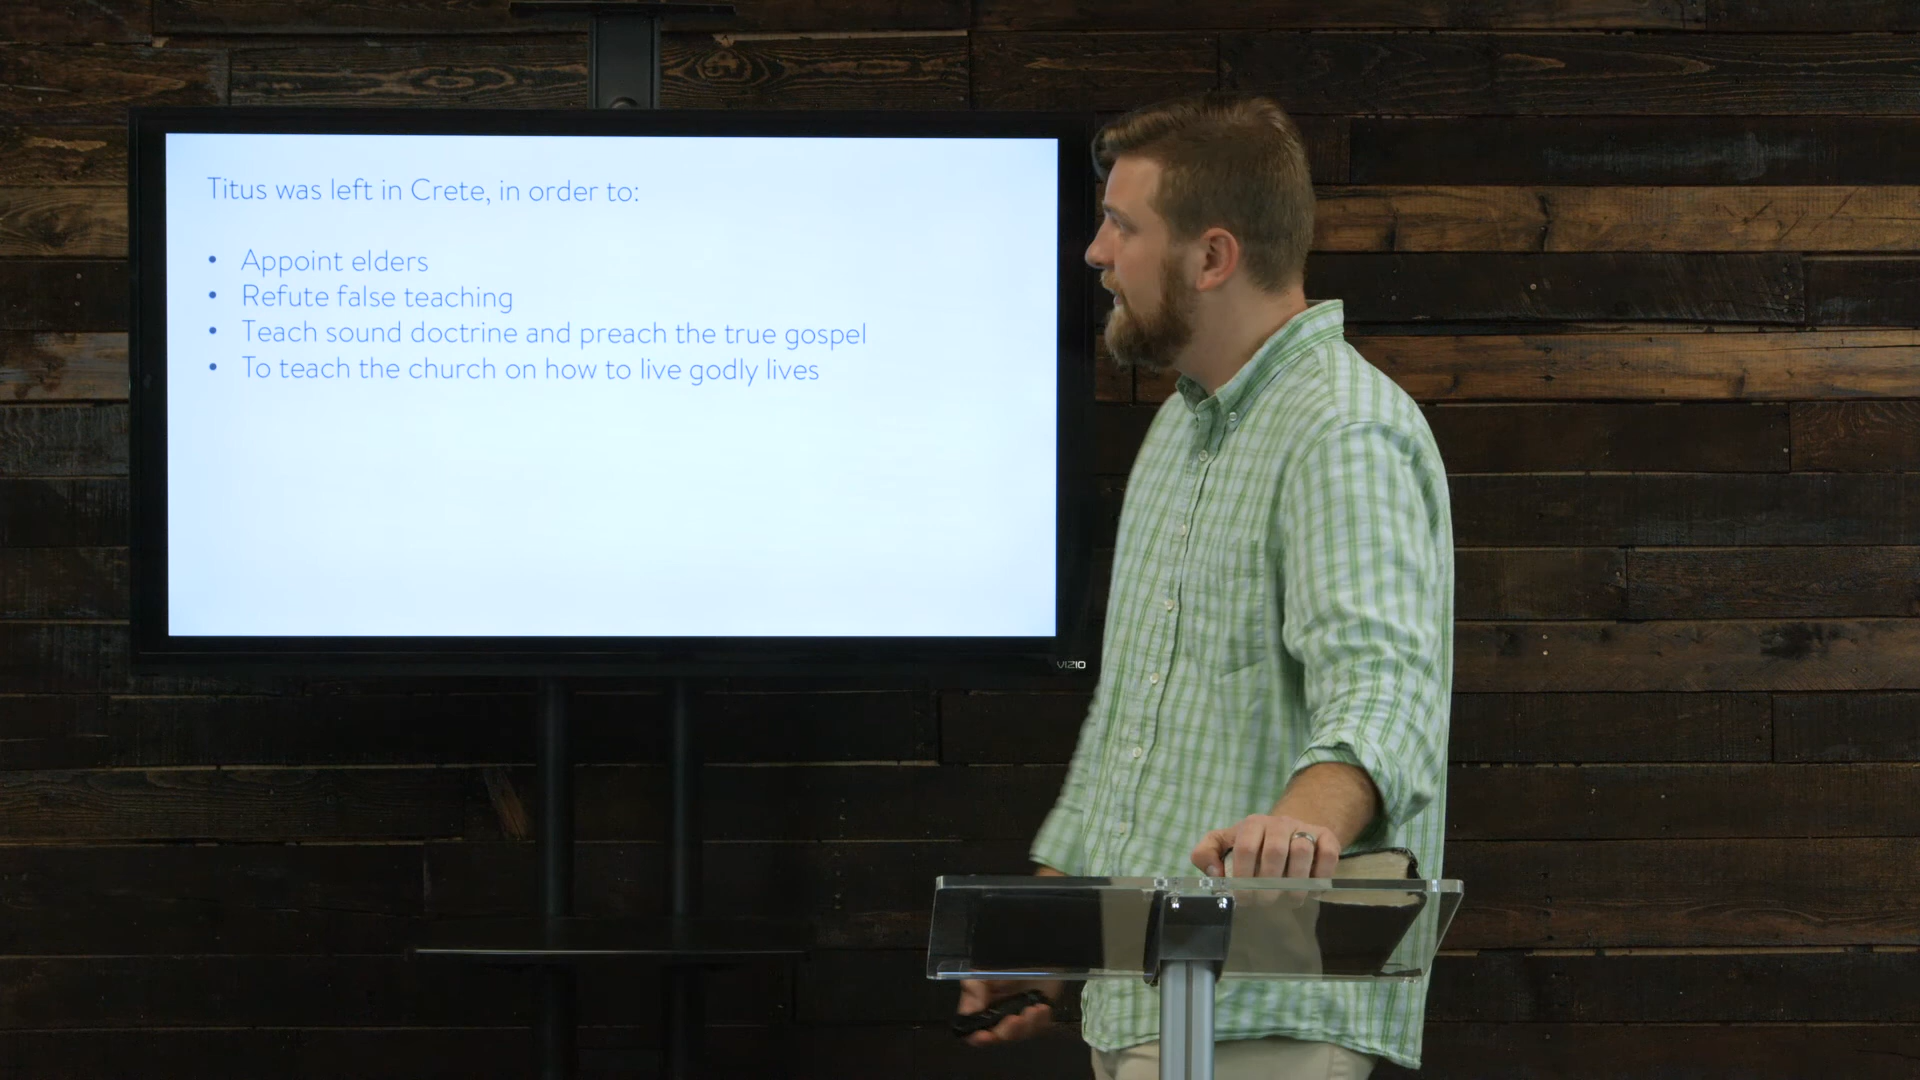 Titus was left in Crete, in order to:
• Appoint elders
• Refute false teaching
• Teach sound doctrine and preach the true gospel
• To teach the church on how to live godly lives
VIZIO